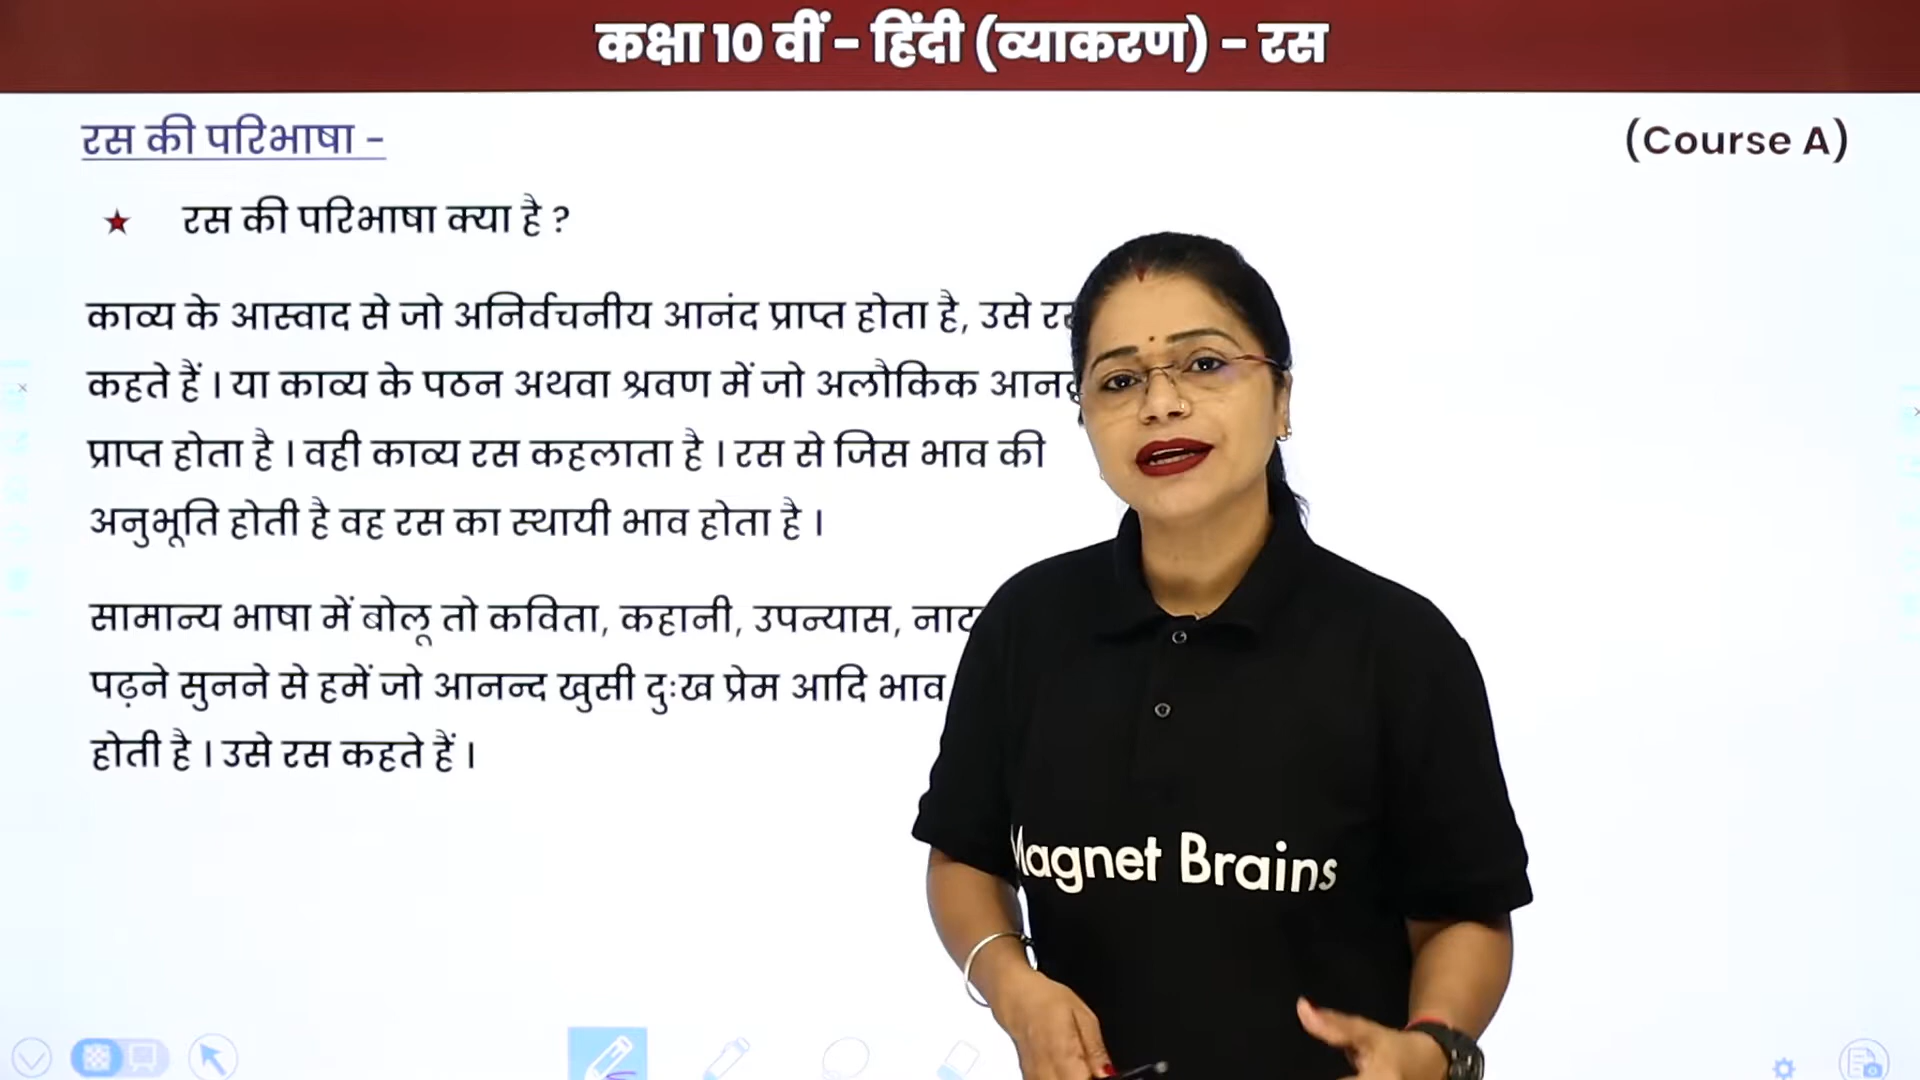 कक्षा 10 वीं - हिंदी (व्याकरण) - रस
रस की परिभाषा -
(Course A)
★ रस की परिभाषा क्या है ?
काव्य के आस्वाद से जो अनिर्वचनीय आनंद प्राप्त होता है, उसे
कहते हैं । या काव्य के पठन अथवा श्रवण में जो अलौकिक
प्राप्त होता है । वही काव्य रस कहलाता है । रस से जिस भाव की
अनुभूति होती है वह रस का स्थायी भाव होता है ।
सामान्य भाषा में बोलू तो कविता, कहानी, उपन्यास,
पढ़ने सुनने से हमें जो आनन्द खुसी दुःख प्रेम आदि भाव
होती है । उसे रस कहते हैं ।
Magnet Brains